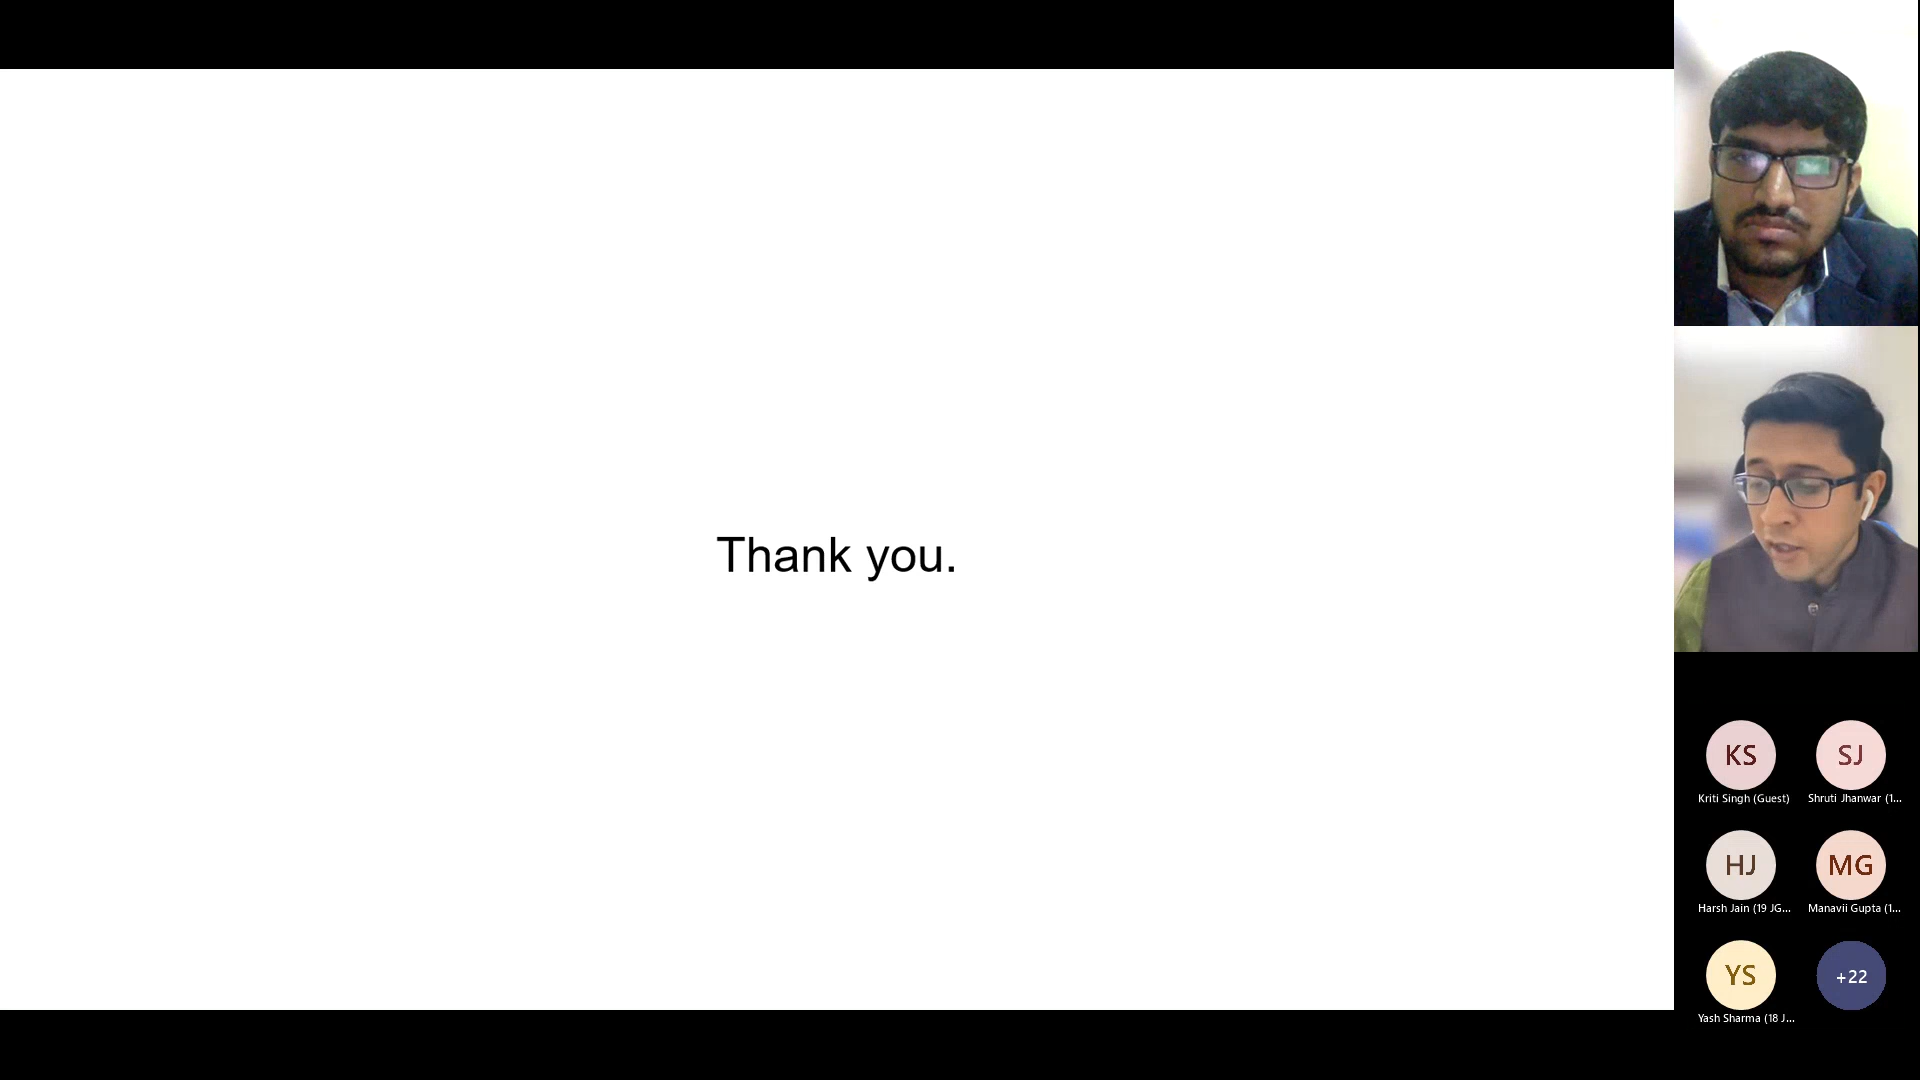 Thank you.
KS
SJ
Kriti Singh (Guest)
Shruti Jhanwar (1...
HJ
MG
Harsh Jain (19 JG...
Manavii Gupta (1...
YS
+22
Yash Sharma (18 J...